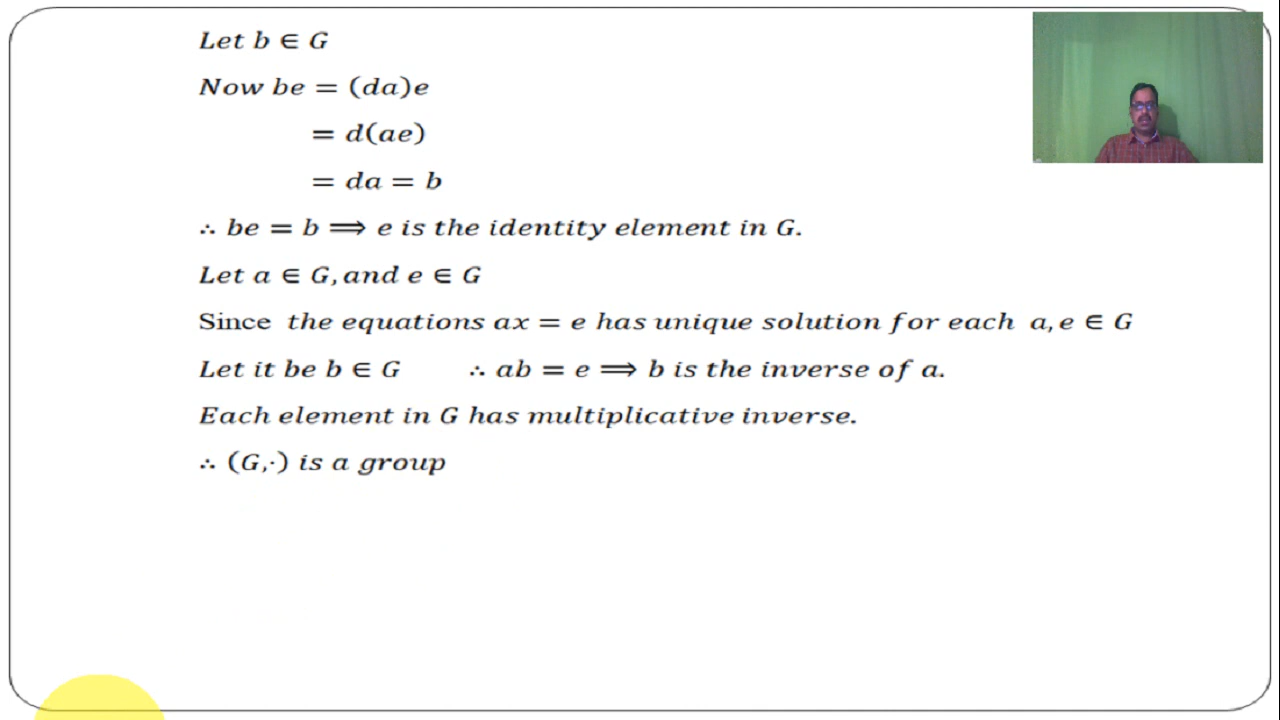 Let b ∈ G
Now be = (da)e
= d(ae)
= da = b
∴ be = b ⟹ e is the identity element in G.
Let a ∈ G, and e ∈ G
Since the equations ax = e has unique solution for each a, e ∈ G
Let it be b ∈ G ∴ ab = e ⟹ b is the inverse of a.
Each element in G has multiplicative inverse.
∴ (G,·) is a group